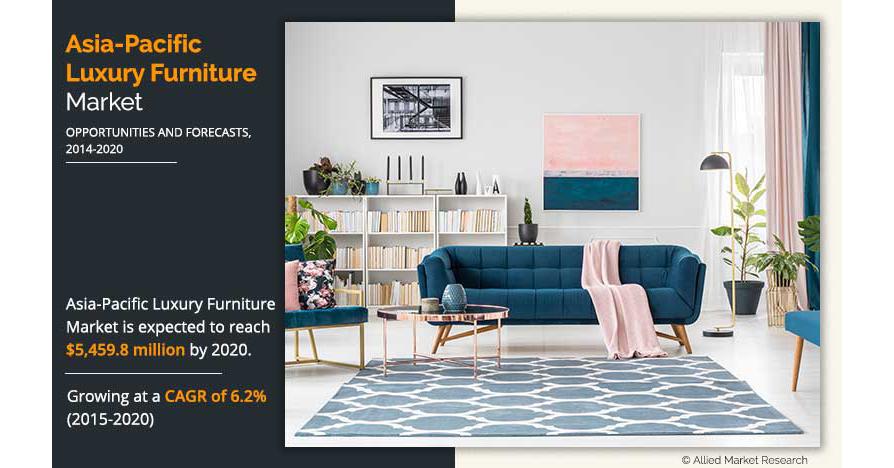 Asia-Pacific
Luxury Furniture
Market
OPPORTUNITIES AND FORECASTS,
2014-2020
Asia-Pacific Luxury Furniture
Market is expected to reach
$5,459.8 million by 2020.
Growing at a CAGR of 6.2%
(2015-2020)
© Allied Market Research